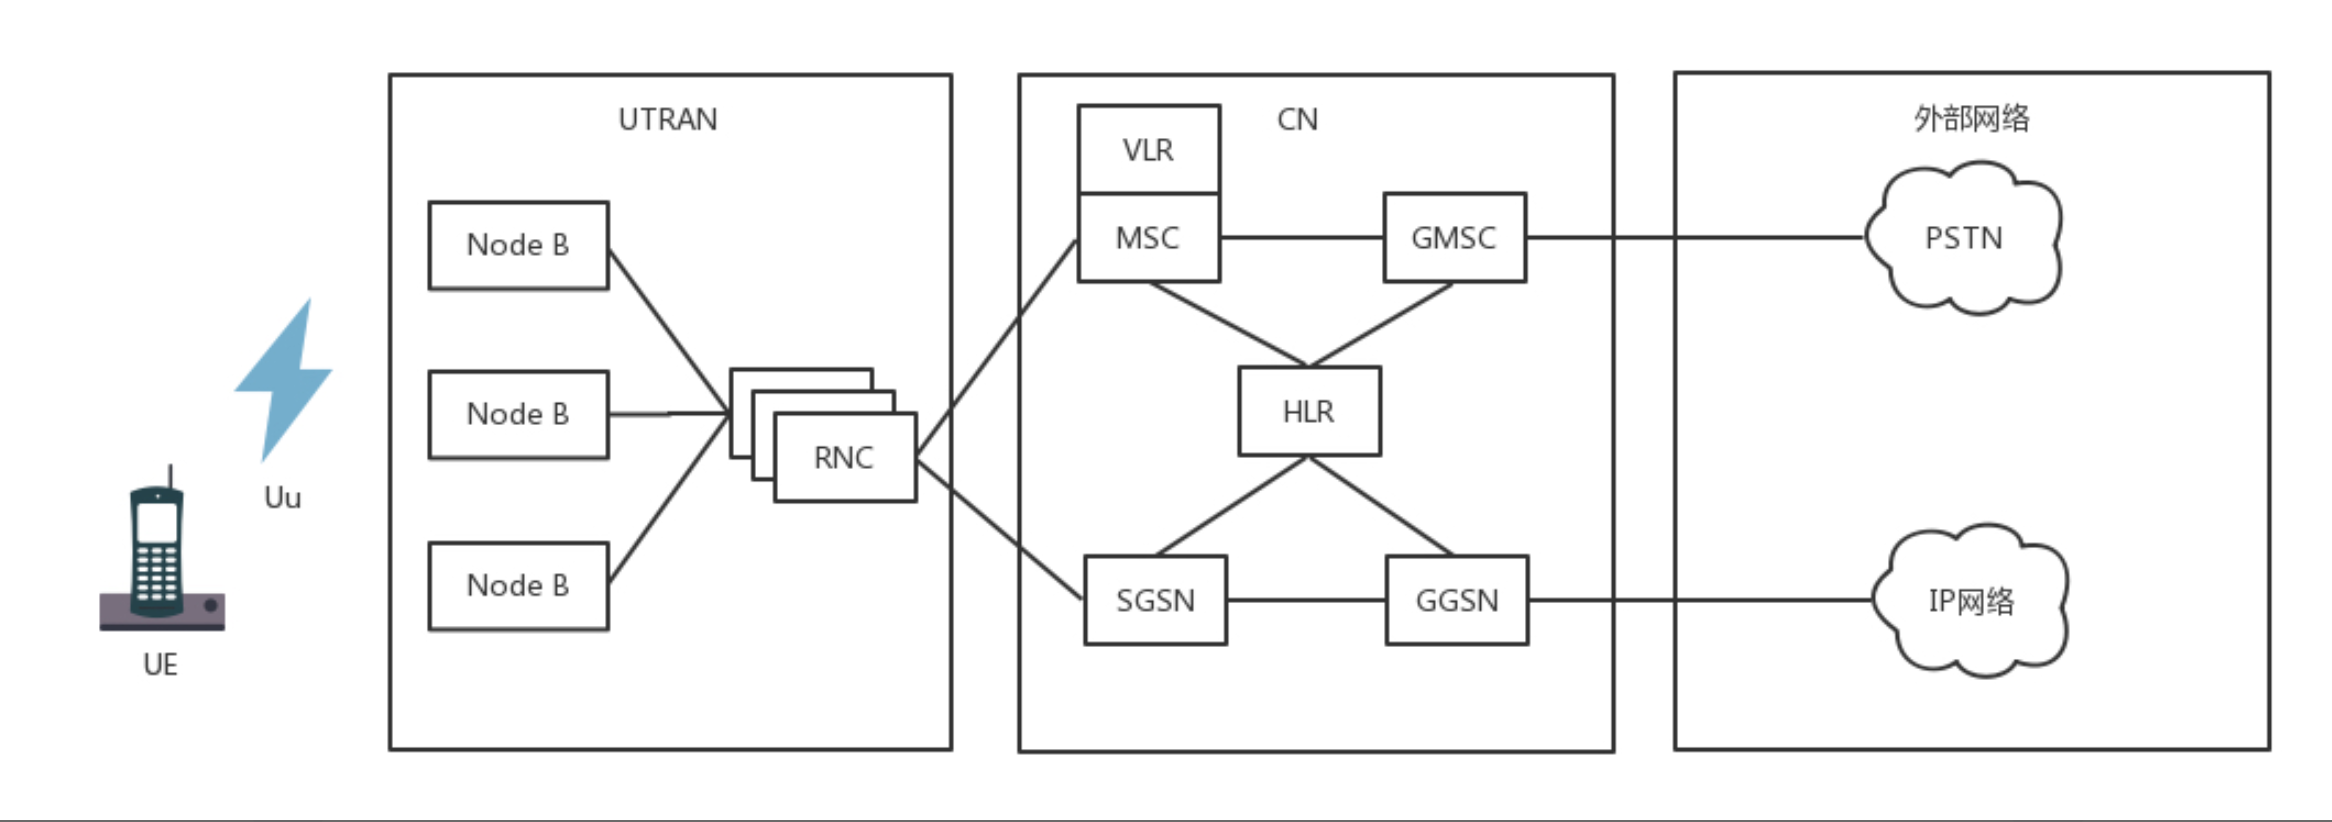 UTRAN
CN
外部网络
VLR
Node B
MSC
GMSC
PSTN
Node B
HLR
RNC
Uu
Node B
SGSN
GGSN
IP网络
UE